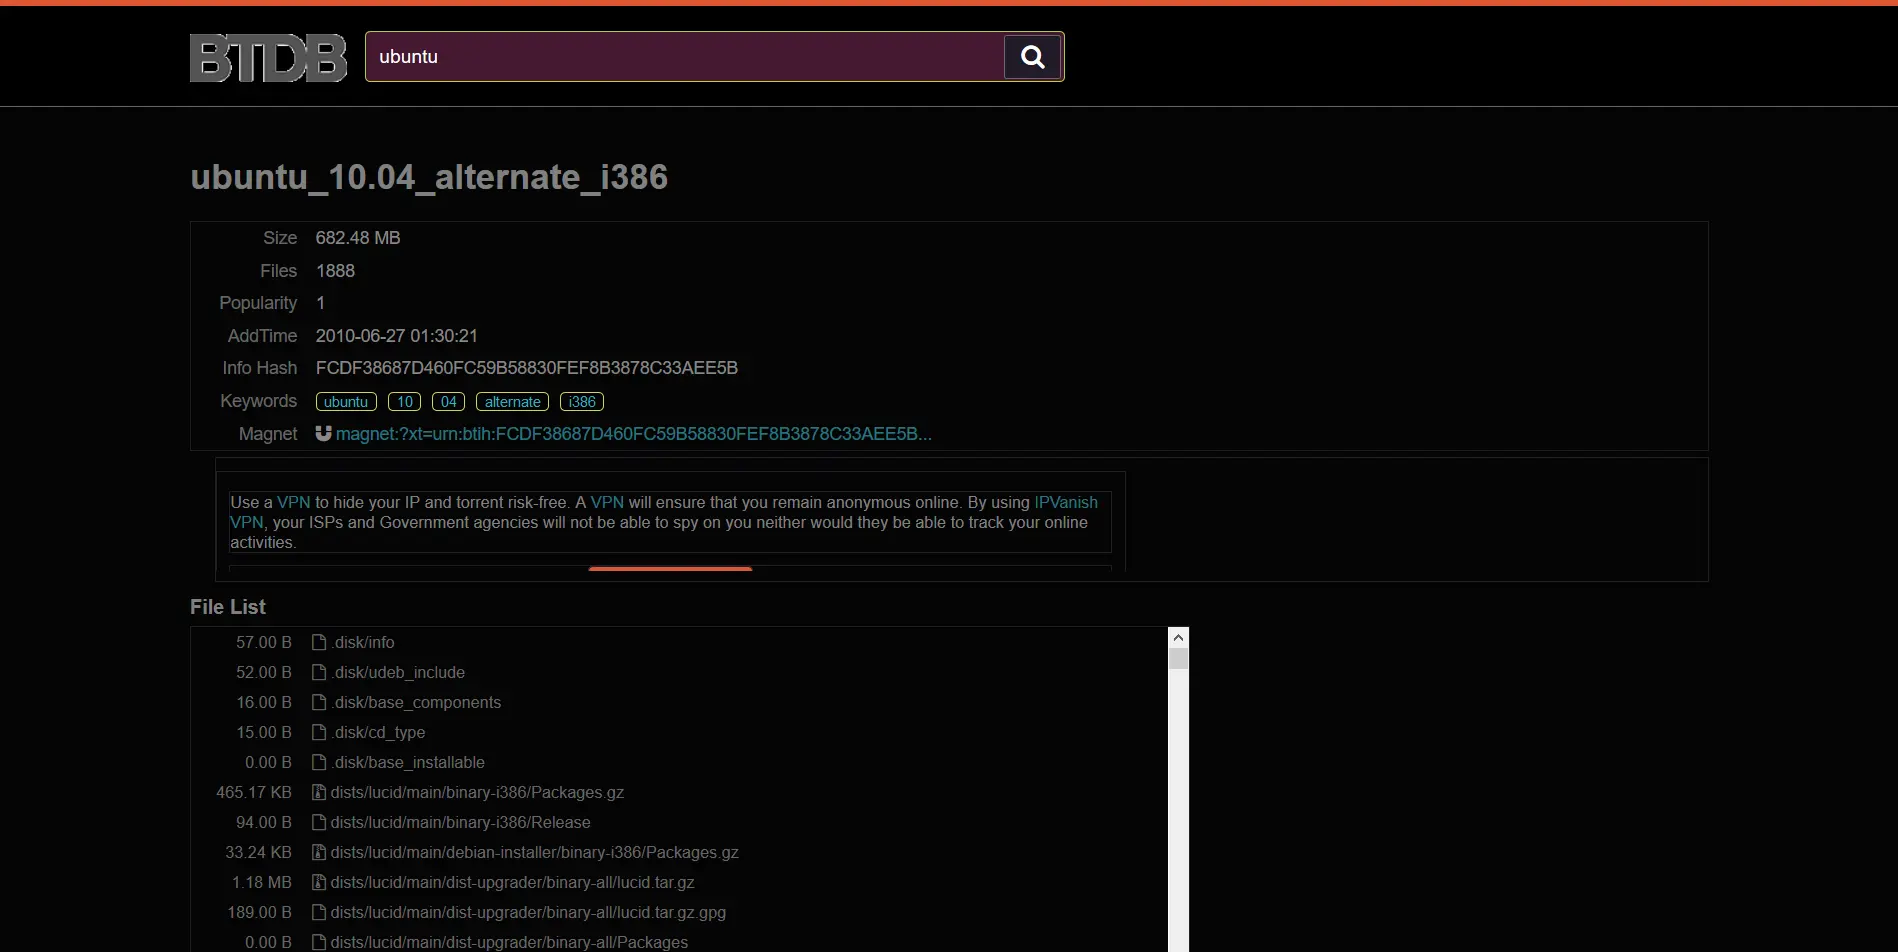 BTDB
ubuntu
ubuntu_10.04_alternate_i386
Size 682.48 MB
Files 1888
Popularity 1
AddTime 2010-06-27 01:30:21
Info Hash FCDF38687D460FC59B58830FEF8B3878C33AEE5B
Keywords ubuntu 10 04 alternate i386
Magnet magnet:?xt=urn:btih:FCDF38687D460FC59B58830FEF8B3878C33AEE5B...
Use a VPN to hide your IP and torrent risk-free. A VPN will ensure that you remain anonymous online. By using IPVanish
VPN, your ISPs and Government agencies will not be able to spy on you neither would they be able to track your online
activities.
File List
57.00 B .disk/info
52.00 B .disk/udeb_include
16.00 B .disk/base_components
15.00 B .disk/cd_type
0.00 B .disk/base_installable
465.17 KB dists/lucid/main/binary-i386/Packages.gz
94.00 B dists/lucid/main/binary-i386/Release
33.24 KB dists/lucid/main/debian-installer/binary-i386/Packages.gz
1.18 MB dists/lucid/main/dist-upgrader/binary-all/lucid.tar.gz
189.00 B dists/lucid/main/dist-upgrader/binary-all/lucid.tar.gz.gpg
0.00 B dists/lucid/main/dist-upgrader/binary-all/Packages